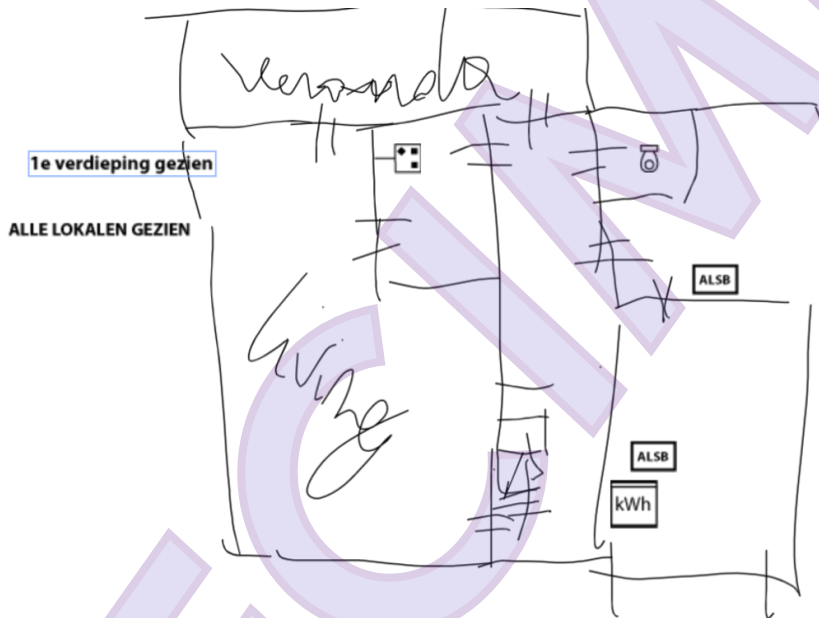 Veranda
1e verdieping gezien
ALLE LOKALEN GEZIEN
ALSB
Living
ALSB
kWh